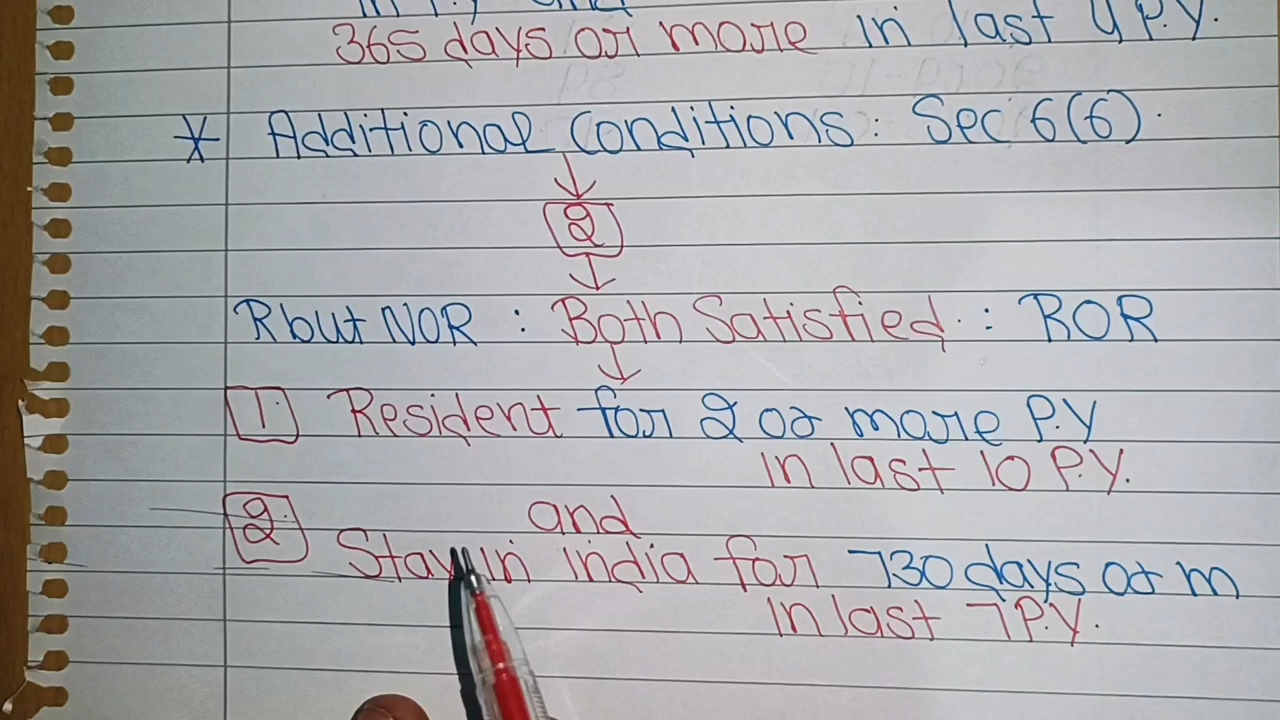 in P.Y and
365 days or more in last 4 P.Y.
* Additional Conditions: Sec 6(6).
2
R but NOR : Both Satisfied : ROR
1 Resident for 2 or more P.Y
in last 10 P.Y.
and
2 Stay in india for 730 days or m
in last 7 P.Y.